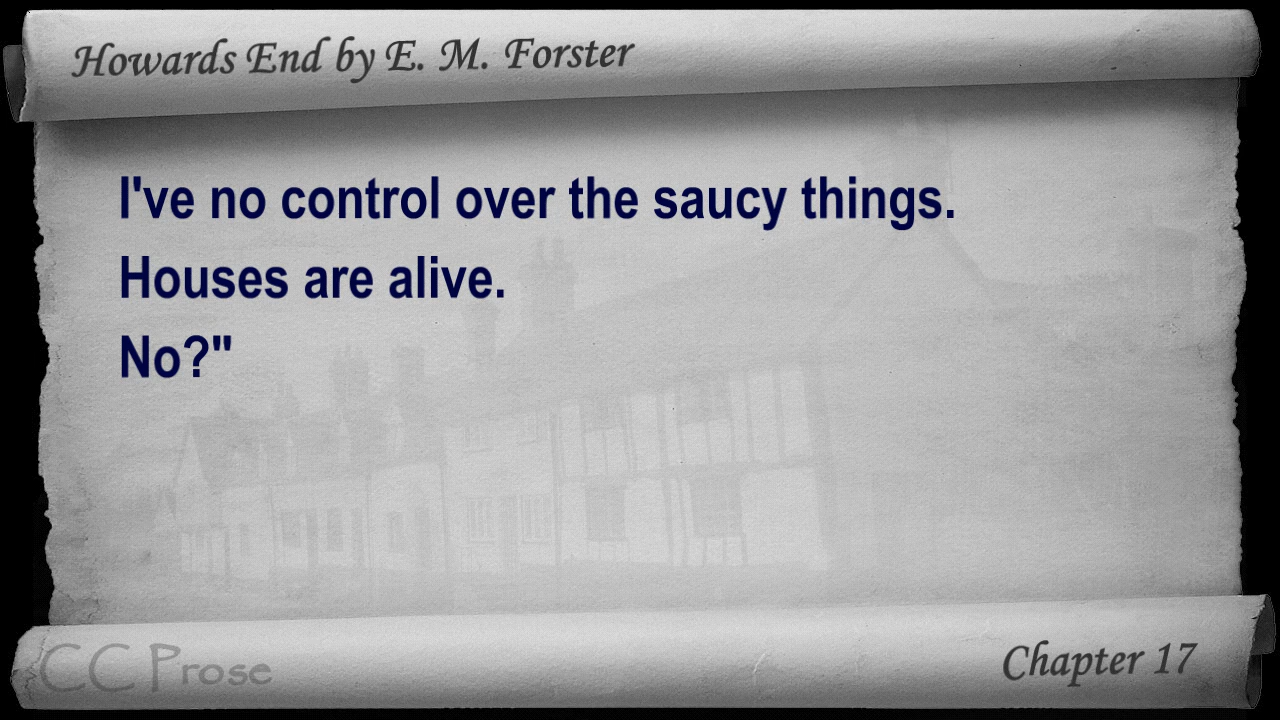 Howards End by E. M. Forster
I've no control over the saucy things.
Houses are alive.
No?"
CC Prose
Chapter 17